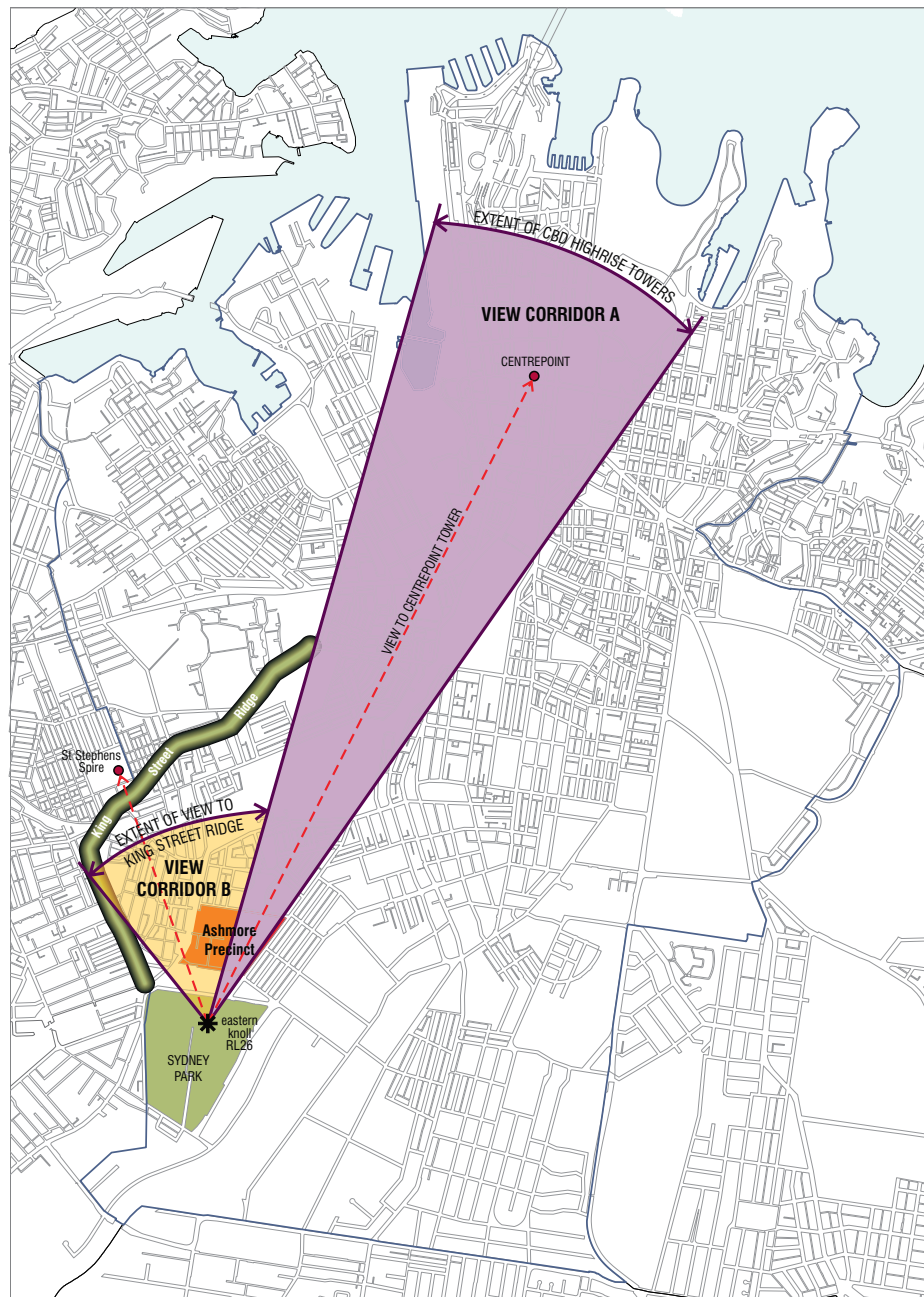 EXTENT OF CBD HIGHRISE TOWERS
VIEW CORRIDOR A
CENTREPOINT
VIEW TO CENTREPOINT TOWER
King Street Ridge
St Stephens
Spire
EXTENT OF VIEW TO
KING STREET RIDGE
VIEW
CORRIDOR B
Ashmore
Precinct
eastern
knoll
RL26
SYDNEY
PARK